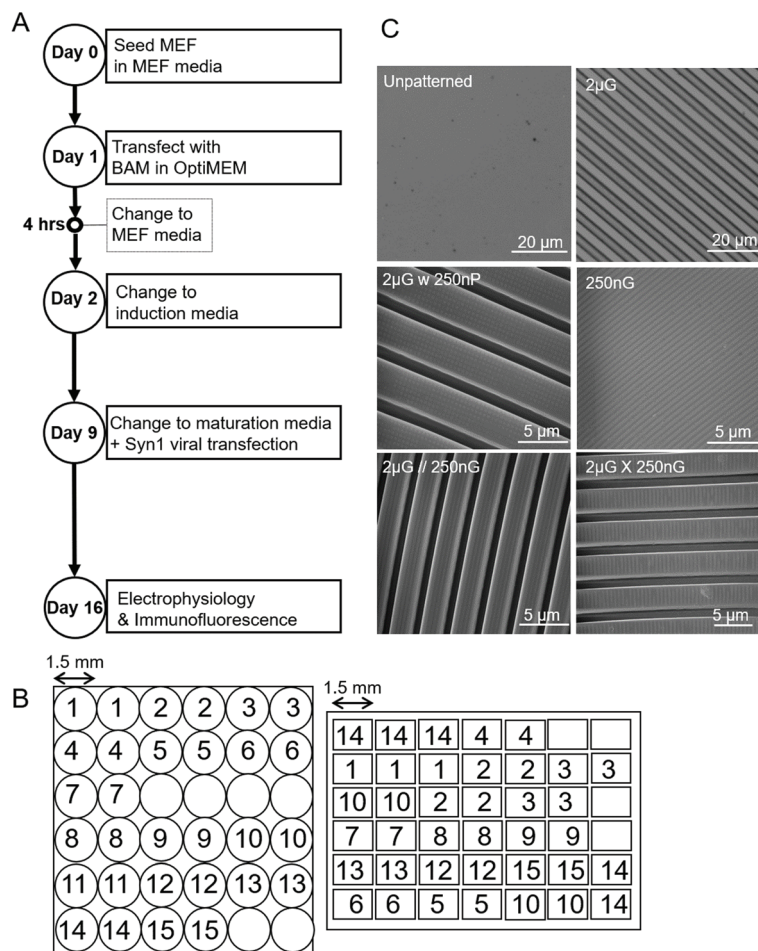 A
Day 0
Seed MEF
in MEF media
Day 1
Transfect with
BAM in OptiMEM
4 hrs
Change to
MEF media
Day 2
Change to
induction media
Day 9
Change to maturation media
+ Syn1 viral transfection
Day 16
Electrophysiology
& Immunofluorescence
C
Unpatterned
20 µm
2µG
20 µm
2µG w 250nP
5 µm
250nG
5 µm
2µG // 250nG
5 µm
2µG X 250nG
5 µm
B
1.5 mm
1 1 2 2 3 3
4 4 5 5 6 6
7 7
8 8 9 9 10 10
11 11 12 12 13 13
14 14 15 15
1.5 mm
14 14 14 4 4
1 1 1 2 2 3 3
10 10 2 2 3 3
7 7 8 8 9 9
13 13 12 12 15 15 14
6 6 5 5 10 10 14